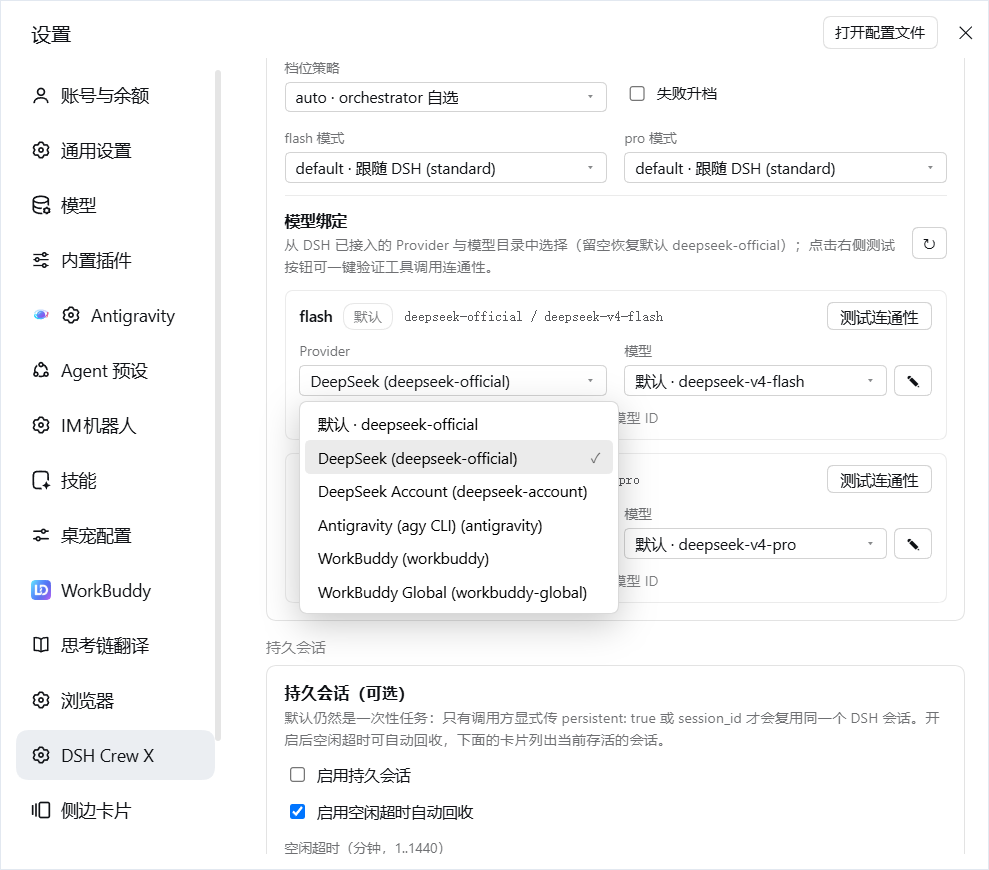 设置
打开配置文件
账号与余额
通用设置
模型
内置插件
Antigravity
Agent 预设
IM机器人
技能
桌宠配置
WorkBuddy
思考链翻译
浏览器
DSH Crew X
侧边卡片
档位策略
auto · orchestrator 自选
失败升档
flash 模式
pro 模式
default · 跟随 DSH (standard)
default · 跟随 DSH (standard)
模型绑定
从 DSH 已接入的 Provider 与模型目录中选择（留空恢复默认 deepseek-official）；点击右侧测试
按钮可一键验证工具调用连通性。
flash
默认
deepseek-official / deepseek-v4-flash
测试连通性
Provider
模型
DeepSeek (deepseek-official)
默认 · deepseek-v4-flash
模型 ID
默认 · deepseek-official
DeepSeek (deepseek-official)
DeepSeek Account (deepseek-account)
Antigravity (agy CLI) (antigravity)
WorkBuddy (workbuddy)
WorkBuddy Global (workbuddy-global)
pro
测试连通性
模型
默认 · deepseek-v4-pro
模型 ID
持久会话
持久会话（可选）
默认仍然是一次性任务：只有调用方显式传 persistent: true 或 session_id 才会复用同一个 DSH 会话。开
启后空闲超时可自动回收，下面的卡片列出当前存活的会话。
启用持久会话
启用空闲超时自动回收
空闲超时（分钟，1..1440）